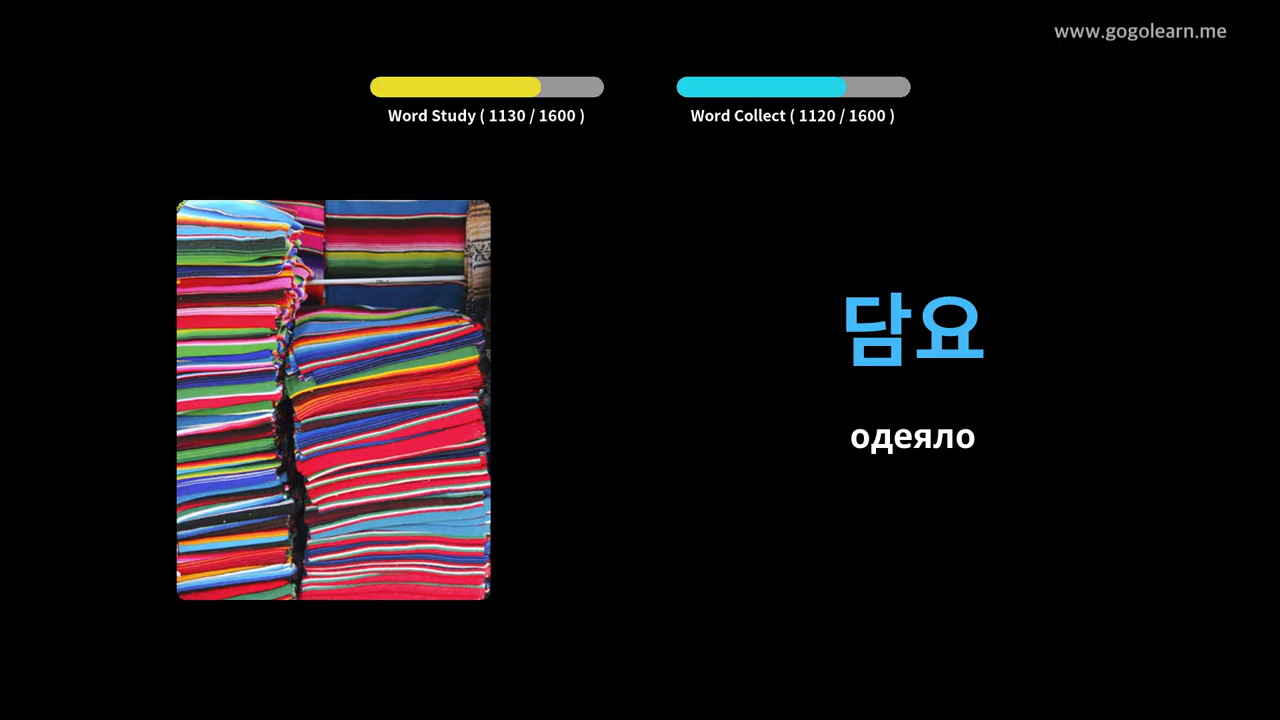 www.gogolearn.me
Word Study ( 1130 / 1600 )
Word Collect ( 1120 / 1600 )
담요
одеяло